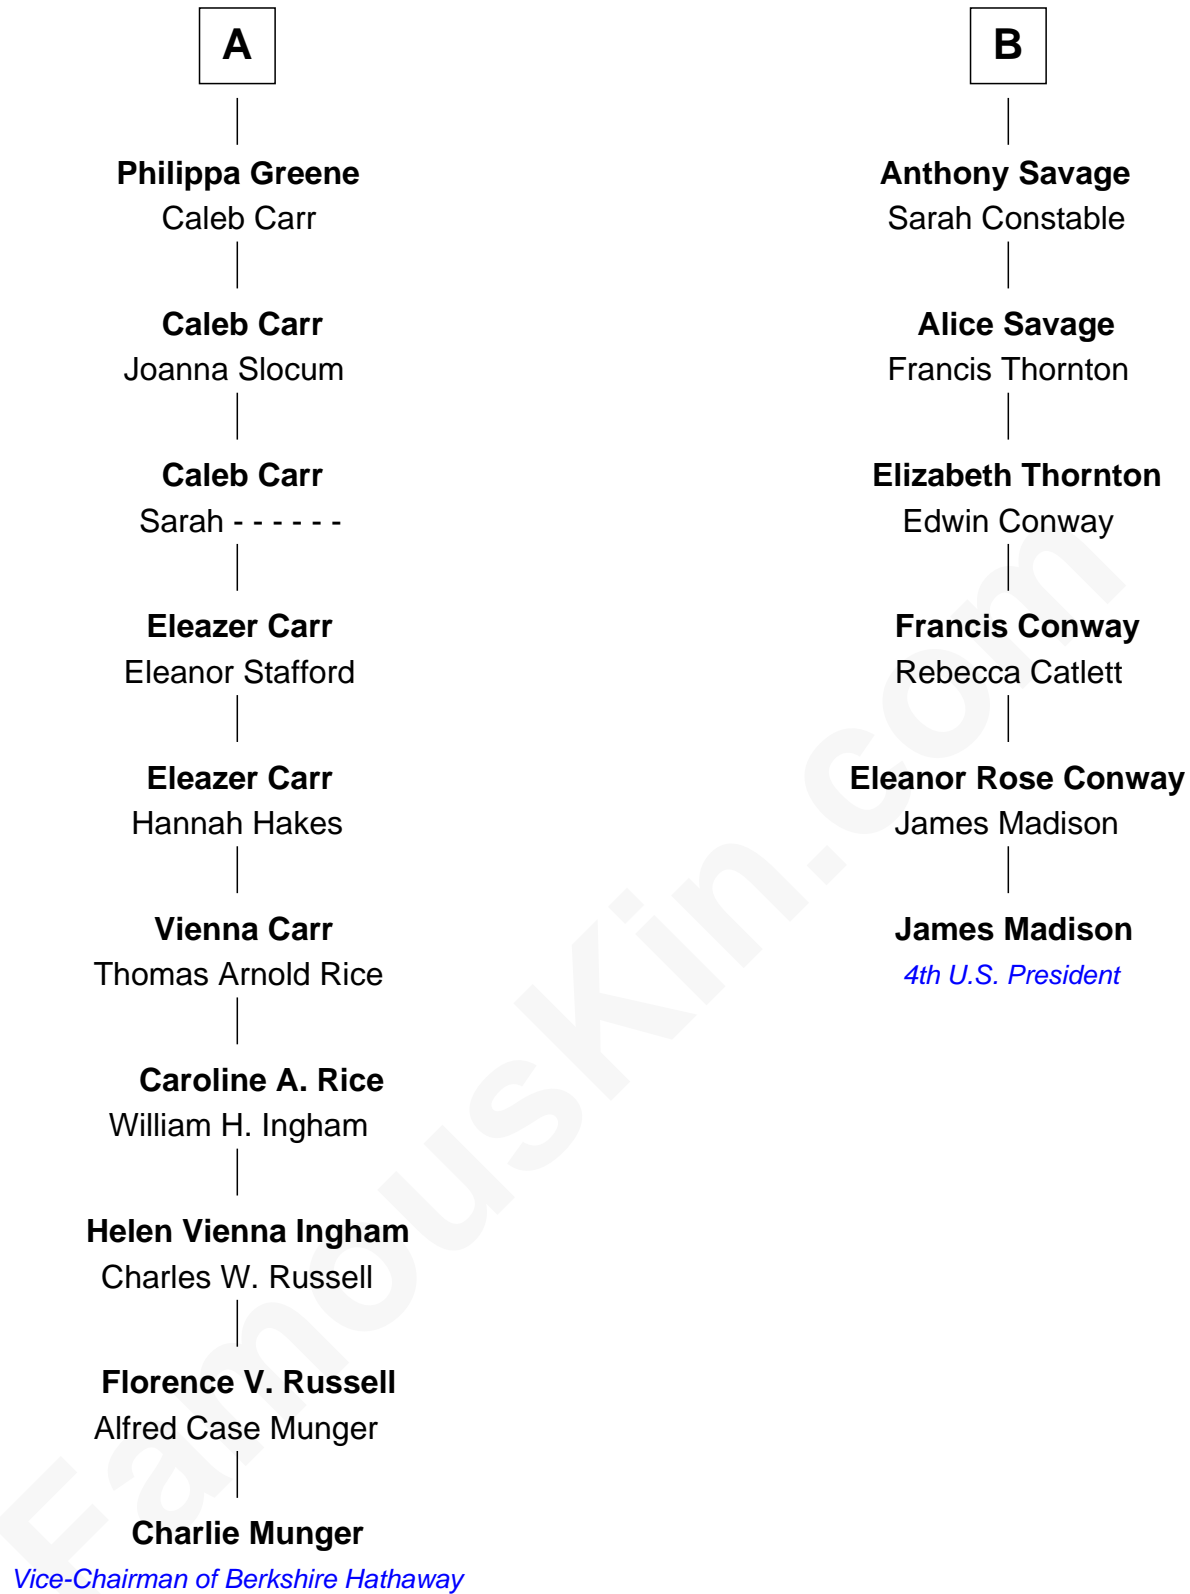 A
Philippa Greene
Caleb Carr
Caleb Carr
Joanna Slocum
Caleb Carr
Sarah - - - - - -
Eleazer Carr
Eleanor Stafford
Eleazer Carr
Hannah Hakes
Vienna Carr
Thomas Arnold Rice
Caroline A. Rice
William H. Ingham
Helen Vienna Ingham
Charles W. Russell
Florence V. Russell
Alfred Case Munger
Charlie Munger
Vice-Chairman of Berkshire Hathaway
B
Anthony Savage
Sarah Constable
Alice Savage
Francis Thornton
Elizabeth Thornton
Edwin Conway
Francis Conway
Rebecca Catlett
Eleanor Rose Conway
James Madison
James Madison
4th U.S. President
FamousKin.com